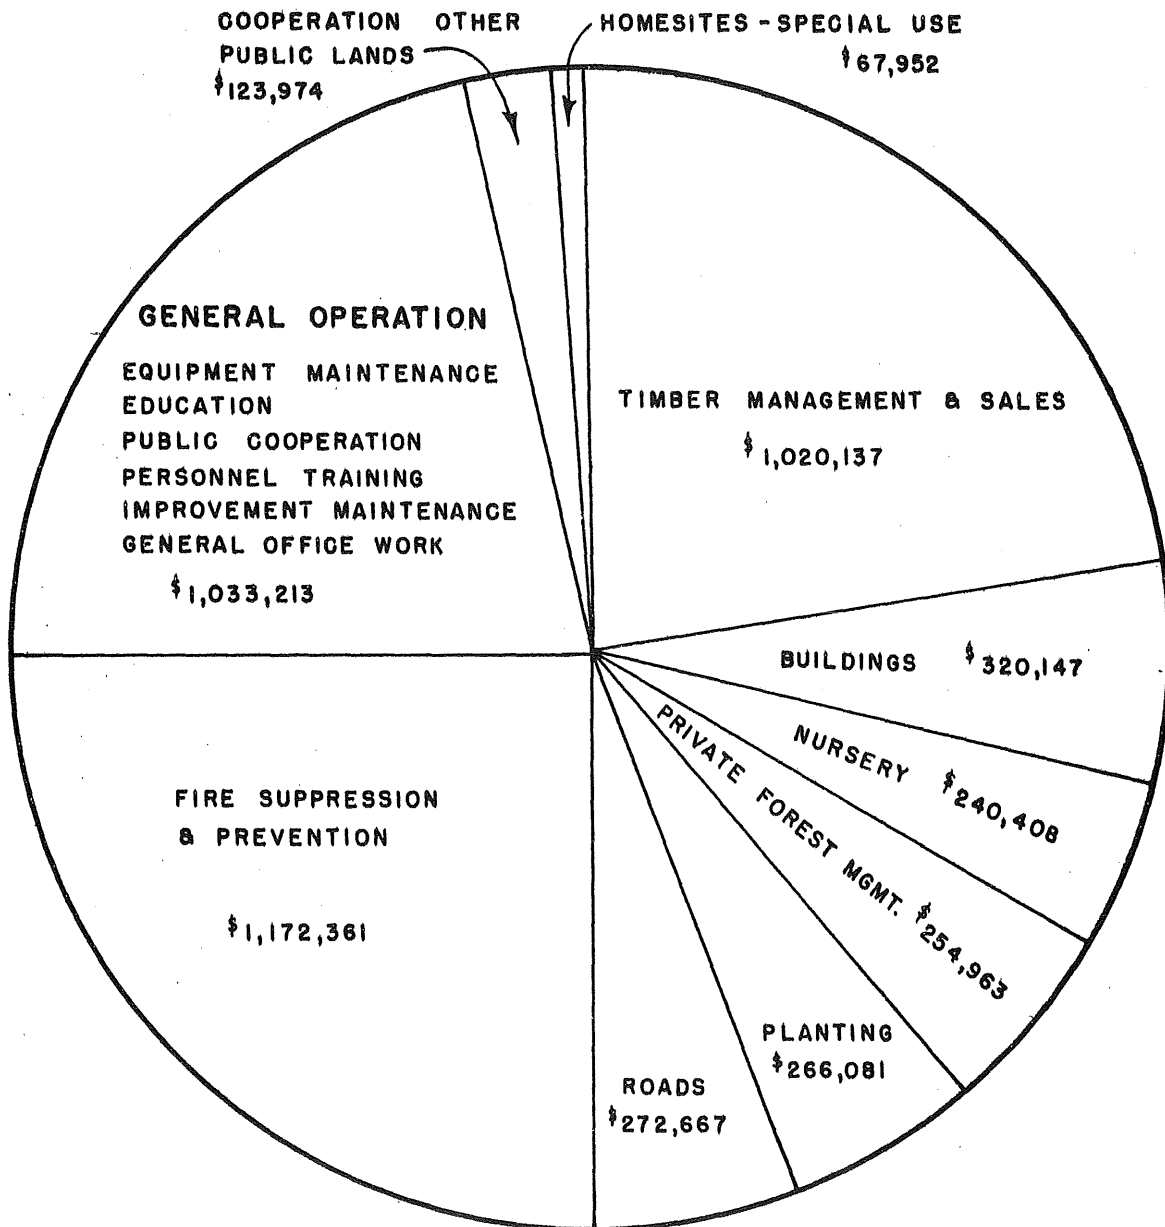 COOPERATION OTHER
PUBLIC LANDS
$123,974
HOMESITES - SPECIAL USE
$67,952
GENERAL OPERATION
EQUIPMENT MAINTENANCE
EDUCATION
PUBLIC COOPERATION
PERSONNEL TRAINING
IMPROVEMENT MAINTENANCE
GENERAL OFFICE WORK
$1,033,213
TIMBER MANAGEMENT & SALES
$1,020,137
BUILDINGS $320,147
NURSERY $240,408
PRIVATE FOREST MGMT. $254,963
PLANTING
$266,081
ROADS
$272,667
FIRE SUPPRESSION
& PREVENTION
$1,172,361